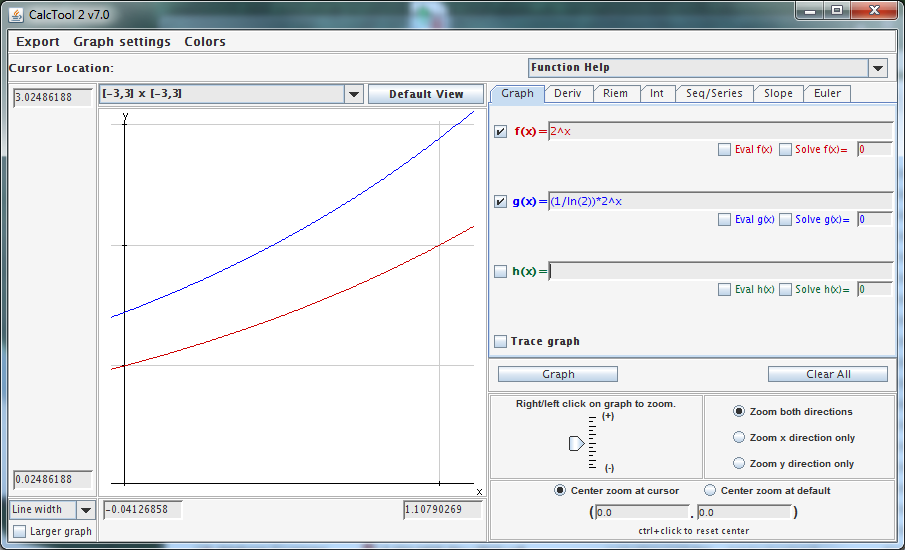 CalcTool 2 v7.0
Export Graph settings Colors
Cursor Location:
Function Help
3.02486188
[-3,3] x [-3,3]
Default View
Graph Deriv Riem Int Seq/Series Slope Euler
y
f(x)= 2^x
Eval f(x) Solve f(x)= 0
g(x)= (1/ln(2))*2^x
Eval g(x) Solve g(x)= 0
h(x)=
Eval h(x) Solve h(x)= 0
Trace graph
Graph Clear All
Right/left click on graph to zoom.
(+)
(-)
Zoom both directions
Zoom x direction only
Zoom y direction only
0.02486188
x
Line width
-0.04126858
1.10790269
Larger graph
Center zoom at cursor Center zoom at default
( 0.0 . 0.0 )
ctrl+click to reset center